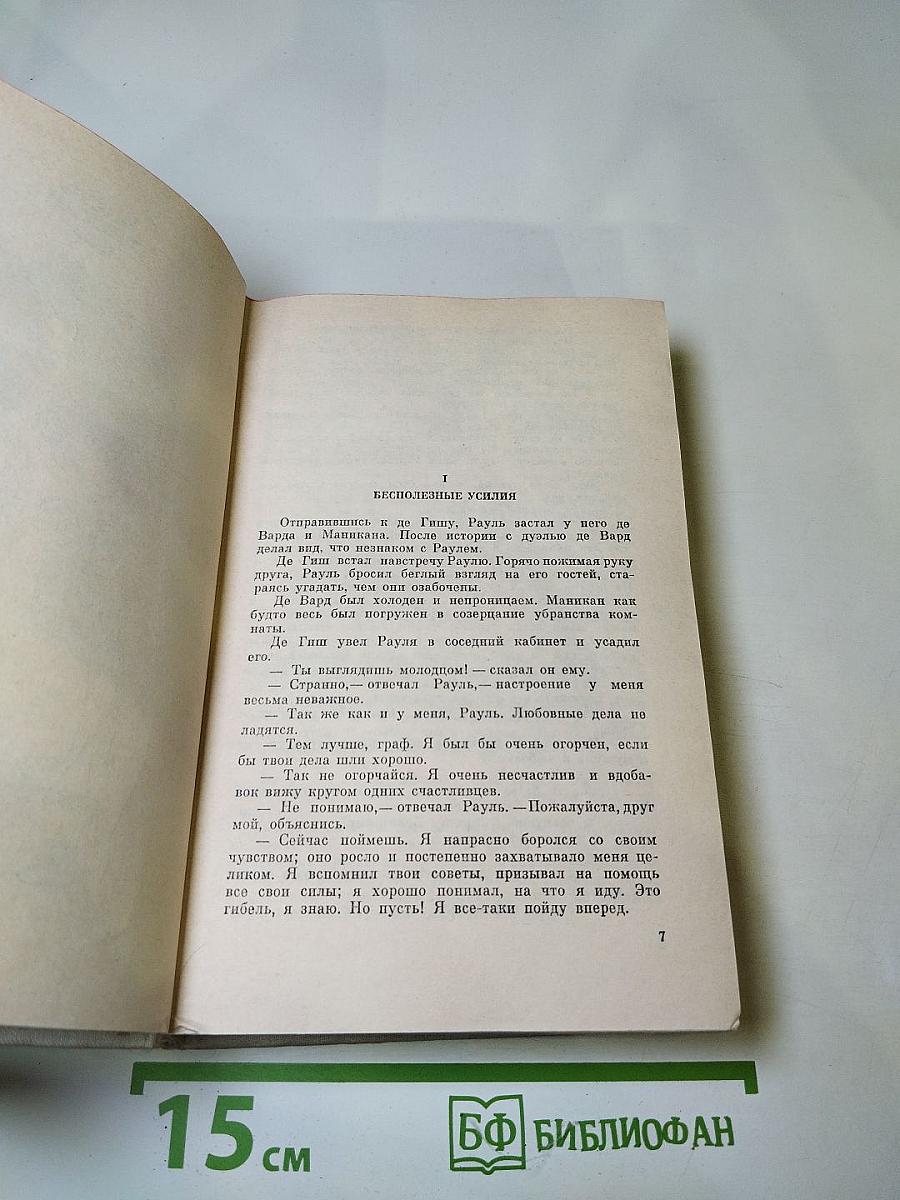 I
БЕСПОЛЕЗНЫЕ УСИЛИЯ
Отправившись к де Гишу, Рауль застал у него де
Варда и Маникана. После истории с дуэлью де Вард
делал вид, что незнаком с Раулем.
Де Гиш встал навстречу Раулю. Горячо пожимая руку
друга, Рауль бросил беглый взгляд на его гостей, ста-
раясь угадать, чем они озабочены.
Де Вард был холоден и непроницаем. Маникан как
будто весь был погружен в созерцание убранства ком-
наты.
Де Гиш увел Рауля в соседний кабинет и усадил
его.
— Ты выглядишь молодцом! — сказал он ему.
— Странно,— отвечал Рауль,— настроение у меня
весьма неважное.
— Так же как и у меня, Рауль. Любовные дела не
ладятся.
— Тем лучше, граф. Я был бы очень огорчен, если
бы твои дела шли хорошо.
— Так не огорчайся. Я очень несчастлив и вдоба-
вок вижу кругом одних счастливцев.
— Не понимаю,— отвечал Рауль. — Пожалуйста, друг
мой, объяснись.
— Сейчас поймешь. Я напрасно боролся со своим
чувством; оно росло и постепенно захватывало меня це-
ликом. Я вспомнил твои советы, призывал на помощь
все свои силы; я хорошо понимал, на что я иду. Это
гибель, я знаю. Но пусть! Я все-таки пойду вперед.
7
15 см
БФ БИБЛИОФАН